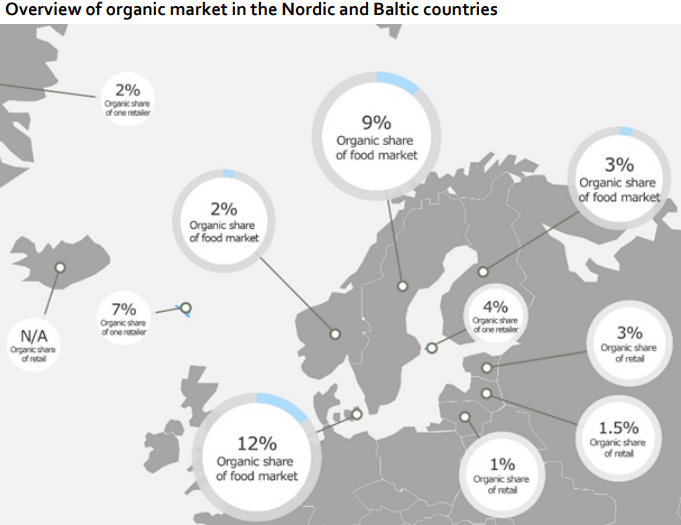 Overview of organic market in the Nordic and Baltic countries
2%
Organic share
of one retailer
9%
Organic share
of food market
3%
Organic share
of food market
2%
Organic share
of food market
7%
Organic share
of one retailer
4%
Organic share
of one retailer
N/A
Organic share
of retail
3%
Organic share
of retail
12%
Organic share
of food market
1.5%
Organic share
of retail
1%
Organic share
of retail